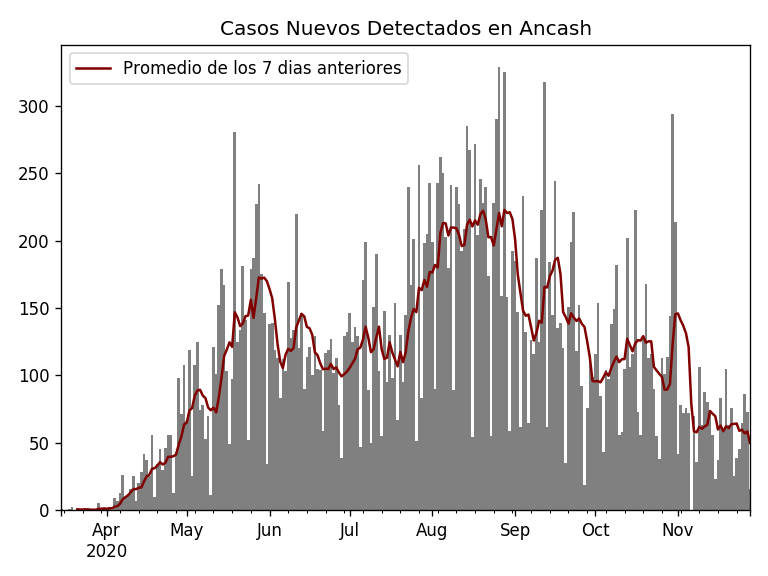 Casos Nuevos Detectados en Ancash
Promedio de los 7 dias anteriores
300
250
200
150
100
50
0
Apr May Jun Jul Aug Sep Oct Nov
2020